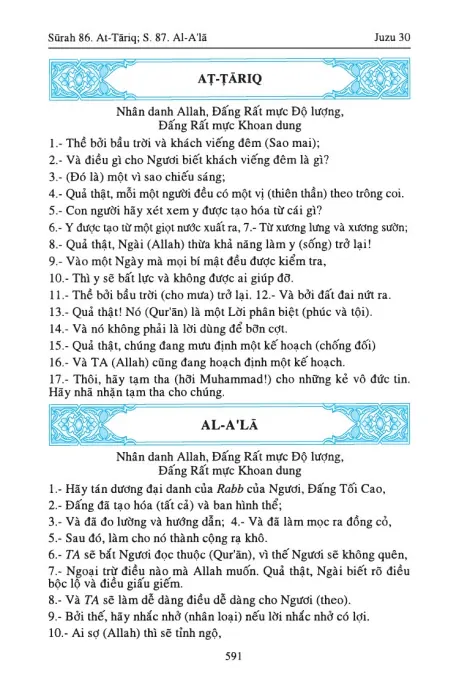 Sūrah 86. At-Tāriq; S. 87. Al-A'lā Juzu 30
AṬ-ṬĀRIQ
Nhân danh Allah, Đấng Rất mực Độ lượng,
Đấng Rất mực Khoan dung
1.- Thề bởi bầu trời và khách viếng đêm (Sao mai);
2.- Và điều gì cho Ngươi biết khách viếng đêm là gì?
3.- (Đó là) một vì sao chiếu sáng;
4.- Quả thật, mỗi một người đều có một vị (thiên thần) theo trông coi.
5.- Con người hãy xét xem y được tạo hóa từ cái gì?
6.- Y được tạo từ một giọt nước xuất ra, 7.- Từ xương lưng và xương sườn;
8.- Quả thật, Ngài (Allah) thừa khả năng làm y (sống) trở lại!
9.- Vào một Ngày mà mọi bí mật đều được kiểm tra,
10.- Thì y sẽ bất lực và không được ai giúp đỡ.
11.- Thề bởi bầu trời (cho mưa) trở lại. 12.- Và bởi đất đai nứt ra.
13.- Quả thật! Nó (Qur'ān) là một Lời phân biệt (phúc và tội).
14.- Và nó không phải là lời dùng để bỡn cợt.
15.- Quả thật, chúng đang mưu định một kế hoạch (chống đối)
16.- Và TA (Allah) cũng đang hoạch định một kế hoạch.
17.- Thôi, hãy tạm tha (hỡi Muhammad!) cho những kẻ vô đức tin.
Hãy nhã nhận tạm tha cho chúng.
AL-A'LĀ
Nhân danh Allah, Đấng Rất mực Độ lượng,
Đấng Rất mực Khoan dung
1.- Hãy tán dương đại danh của Rabb của Ngươi, Đấng Tối Cao,
2.- Đấng đã tạo hóa (tất cả) và ban hình thể;
3.- Và đã đo lường và hướng dẫn; 4.- Và đã làm mọc ra đồng cỏ,
5.- Sau đó, làm cho nó thành cộng rạ khô.
6.- TA sẽ bắt Ngươi đọc thuộc (Qur'ān), vì thế Ngươi sẽ không quên,
7.- Ngoại trừ điều nào mà Allah muốn. Quả thật, Ngài biết rõ điều
bộc lộ và điều giấu giếm.
8.- Và TA sẽ làm dễ dàng điều dễ dàng cho Ngươi (theo).
9.- Bởi thế, hãy nhắc nhở (nhân loại) nếu lời nhắc nhở có lợi.
10.- Ai sợ (Allah) thì sẽ tỉnh ngộ,
591